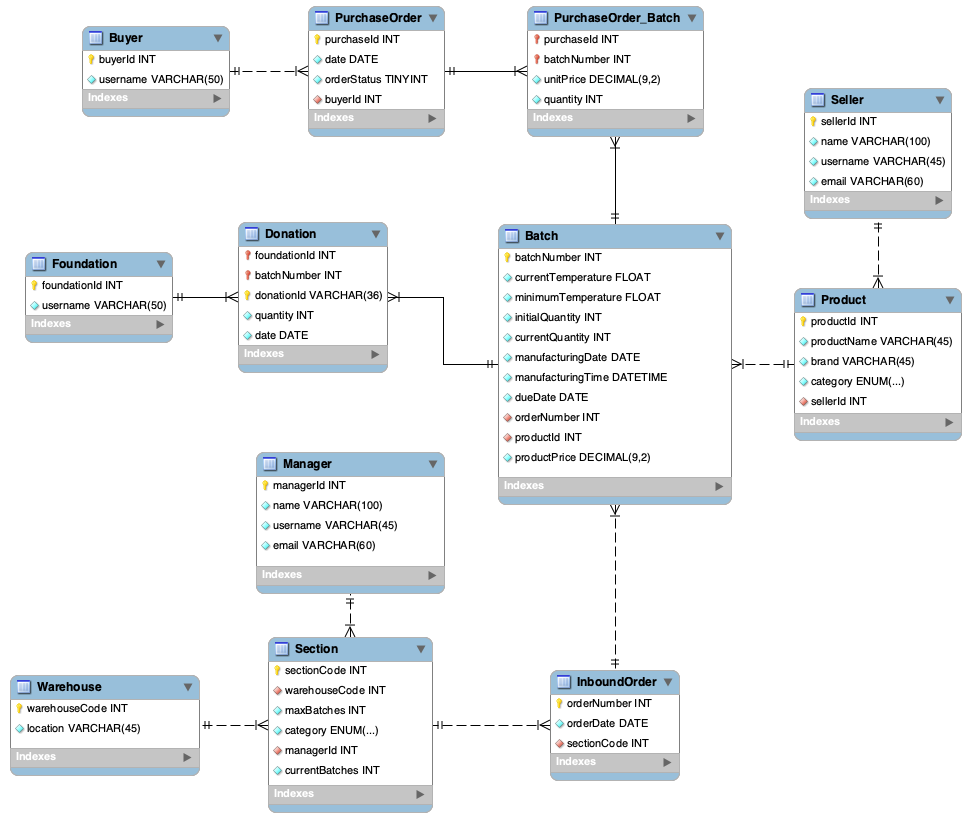 Buyer
buyerId INT
username VARCHAR(50)
Indexes
PurchaseOrder
purchaseId INT
date DATE
orderStatus TINYINT
buyerId INT
Indexes
PurchaseOrder_Batch
purchaseId INT
batchNumber INT
unitPrice DECIMAL(9,2)
quantity INT
Indexes
Seller
sellerId INT
name VARCHAR(100)
username VARCHAR(45)
email VARCHAR(60)
Indexes
Foundation
foundationId INT
username VARCHAR(50)
Indexes
Donation
foundationId INT
batchNumber INT
donationId VARCHAR(36)
quantity INT
date DATE
Indexes
Batch
batchNumber INT
currentTemperature FLOAT
minimumTemperature FLOAT
initialQuantity INT
currentQuantity INT
manufacturingDate DATE
manufacturingTime DATETIME
dueDate DATE
orderNumber INT
productId INT
productPrice DECIMAL(9,2)
Indexes
Product
productId INT
productName VARCHAR(45)
brand VARCHAR(45)
category ENUM(...)
sellerId INT
Indexes
Manager
managerId INT
name VARCHAR(100)
username VARCHAR(45)
email VARCHAR(60)
Indexes
Warehouse
warehouseCode INT
location VARCHAR(45)
Indexes
Section
sectionCode INT
warehouseCode INT
maxBatches INT
category ENUM(...)
managerId INT
currentBatches INT
Indexes
InboundOrder
orderNumber INT
orderDate DATE
sectionCode INT
Indexes